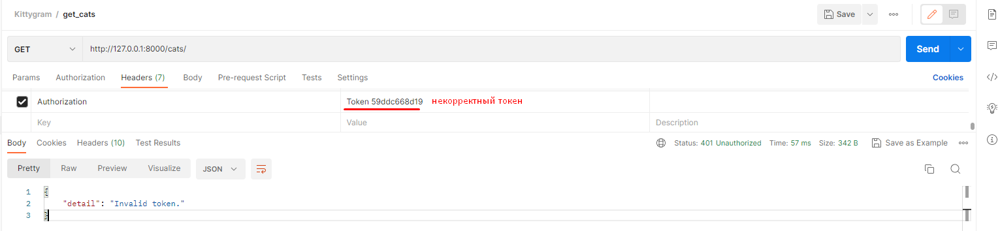 Kittygram / get_cats
Save
GET http://127.0.0.1:8000/cats/ Send
Params Authorization Headers (7) Body Pre-request Script Tests Settings Cookies
Authorization Token 59ddc668d19 некорректный токен
Key Value Description
Body Cookies Headers (10) Test Results Status: 401 Unauthorized Time: 57 ms Size: 342 B Save as Example
Pretty Raw Preview Visualize JSON
1 {
2 "detail": "Invalid token."
3 }